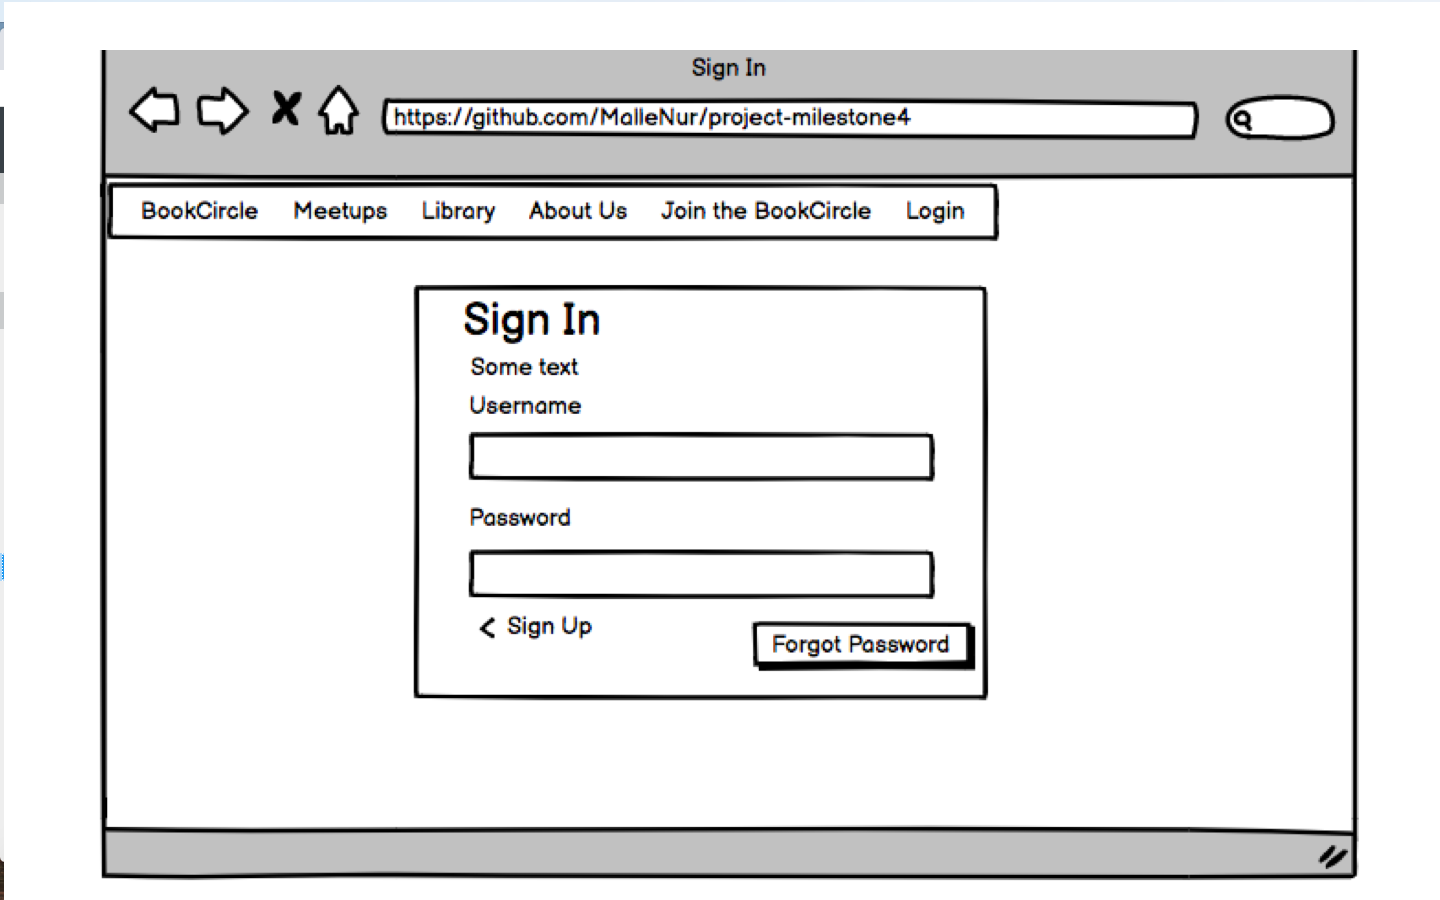 Sign In
https://github.com/MalleNur/project-milestone4
BookCircle Meetups Library About Us Join the BookCircle Login
Sign In
Some text
Username
Password
< Sign Up
Forgot Password